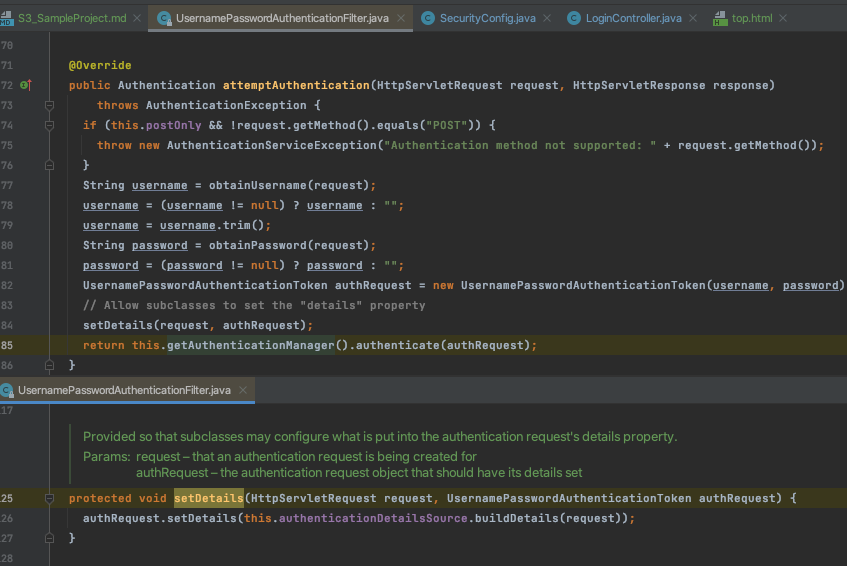 S3_SampleProject.md UsernamePasswordAuthenticationFilter.java SecurityConfig.java LoginController.java top.html
70
71 @Override
72 public Authentication attemptAuthentication(HttpServletRequest request, HttpServletResponse response)
73 throws AuthenticationException {
74 if (this.postOnly && !request.getMethod().equals("POST")) {
75 throw new AuthenticationServiceException("Authentication method not supported: " + request.getMethod());
76 }
77 String username = obtainUsername(request);
78 username = (username != null) ? username : "";
79 username = username.trim();
80 String password = obtainPassword(request);
81 password = (password != null) ? password : "";
82 UsernamePasswordAuthenticationToken authRequest = new UsernamePasswordAuthenticationToken(username, password)
83 // Allow subclasses to set the "details" property
84 setDetails(request, authRequest);
85 return this.getAuthenticationManager().authenticate(authRequest);
86 }
UsernamePasswordAuthenticationFilter.java
17
Provided so that subclasses may configure what is put into the authentication request's details property.
Params: request – that an authentication request is being created for
authRequest – the authentication request object that should have its details set
25 protected void setDetails(HttpServletRequest request, UsernamePasswordAuthenticationToken authRequest) {
26 authRequest.setDetails(this.authenticationDetailsSource.buildDetails(request));
27 }
28